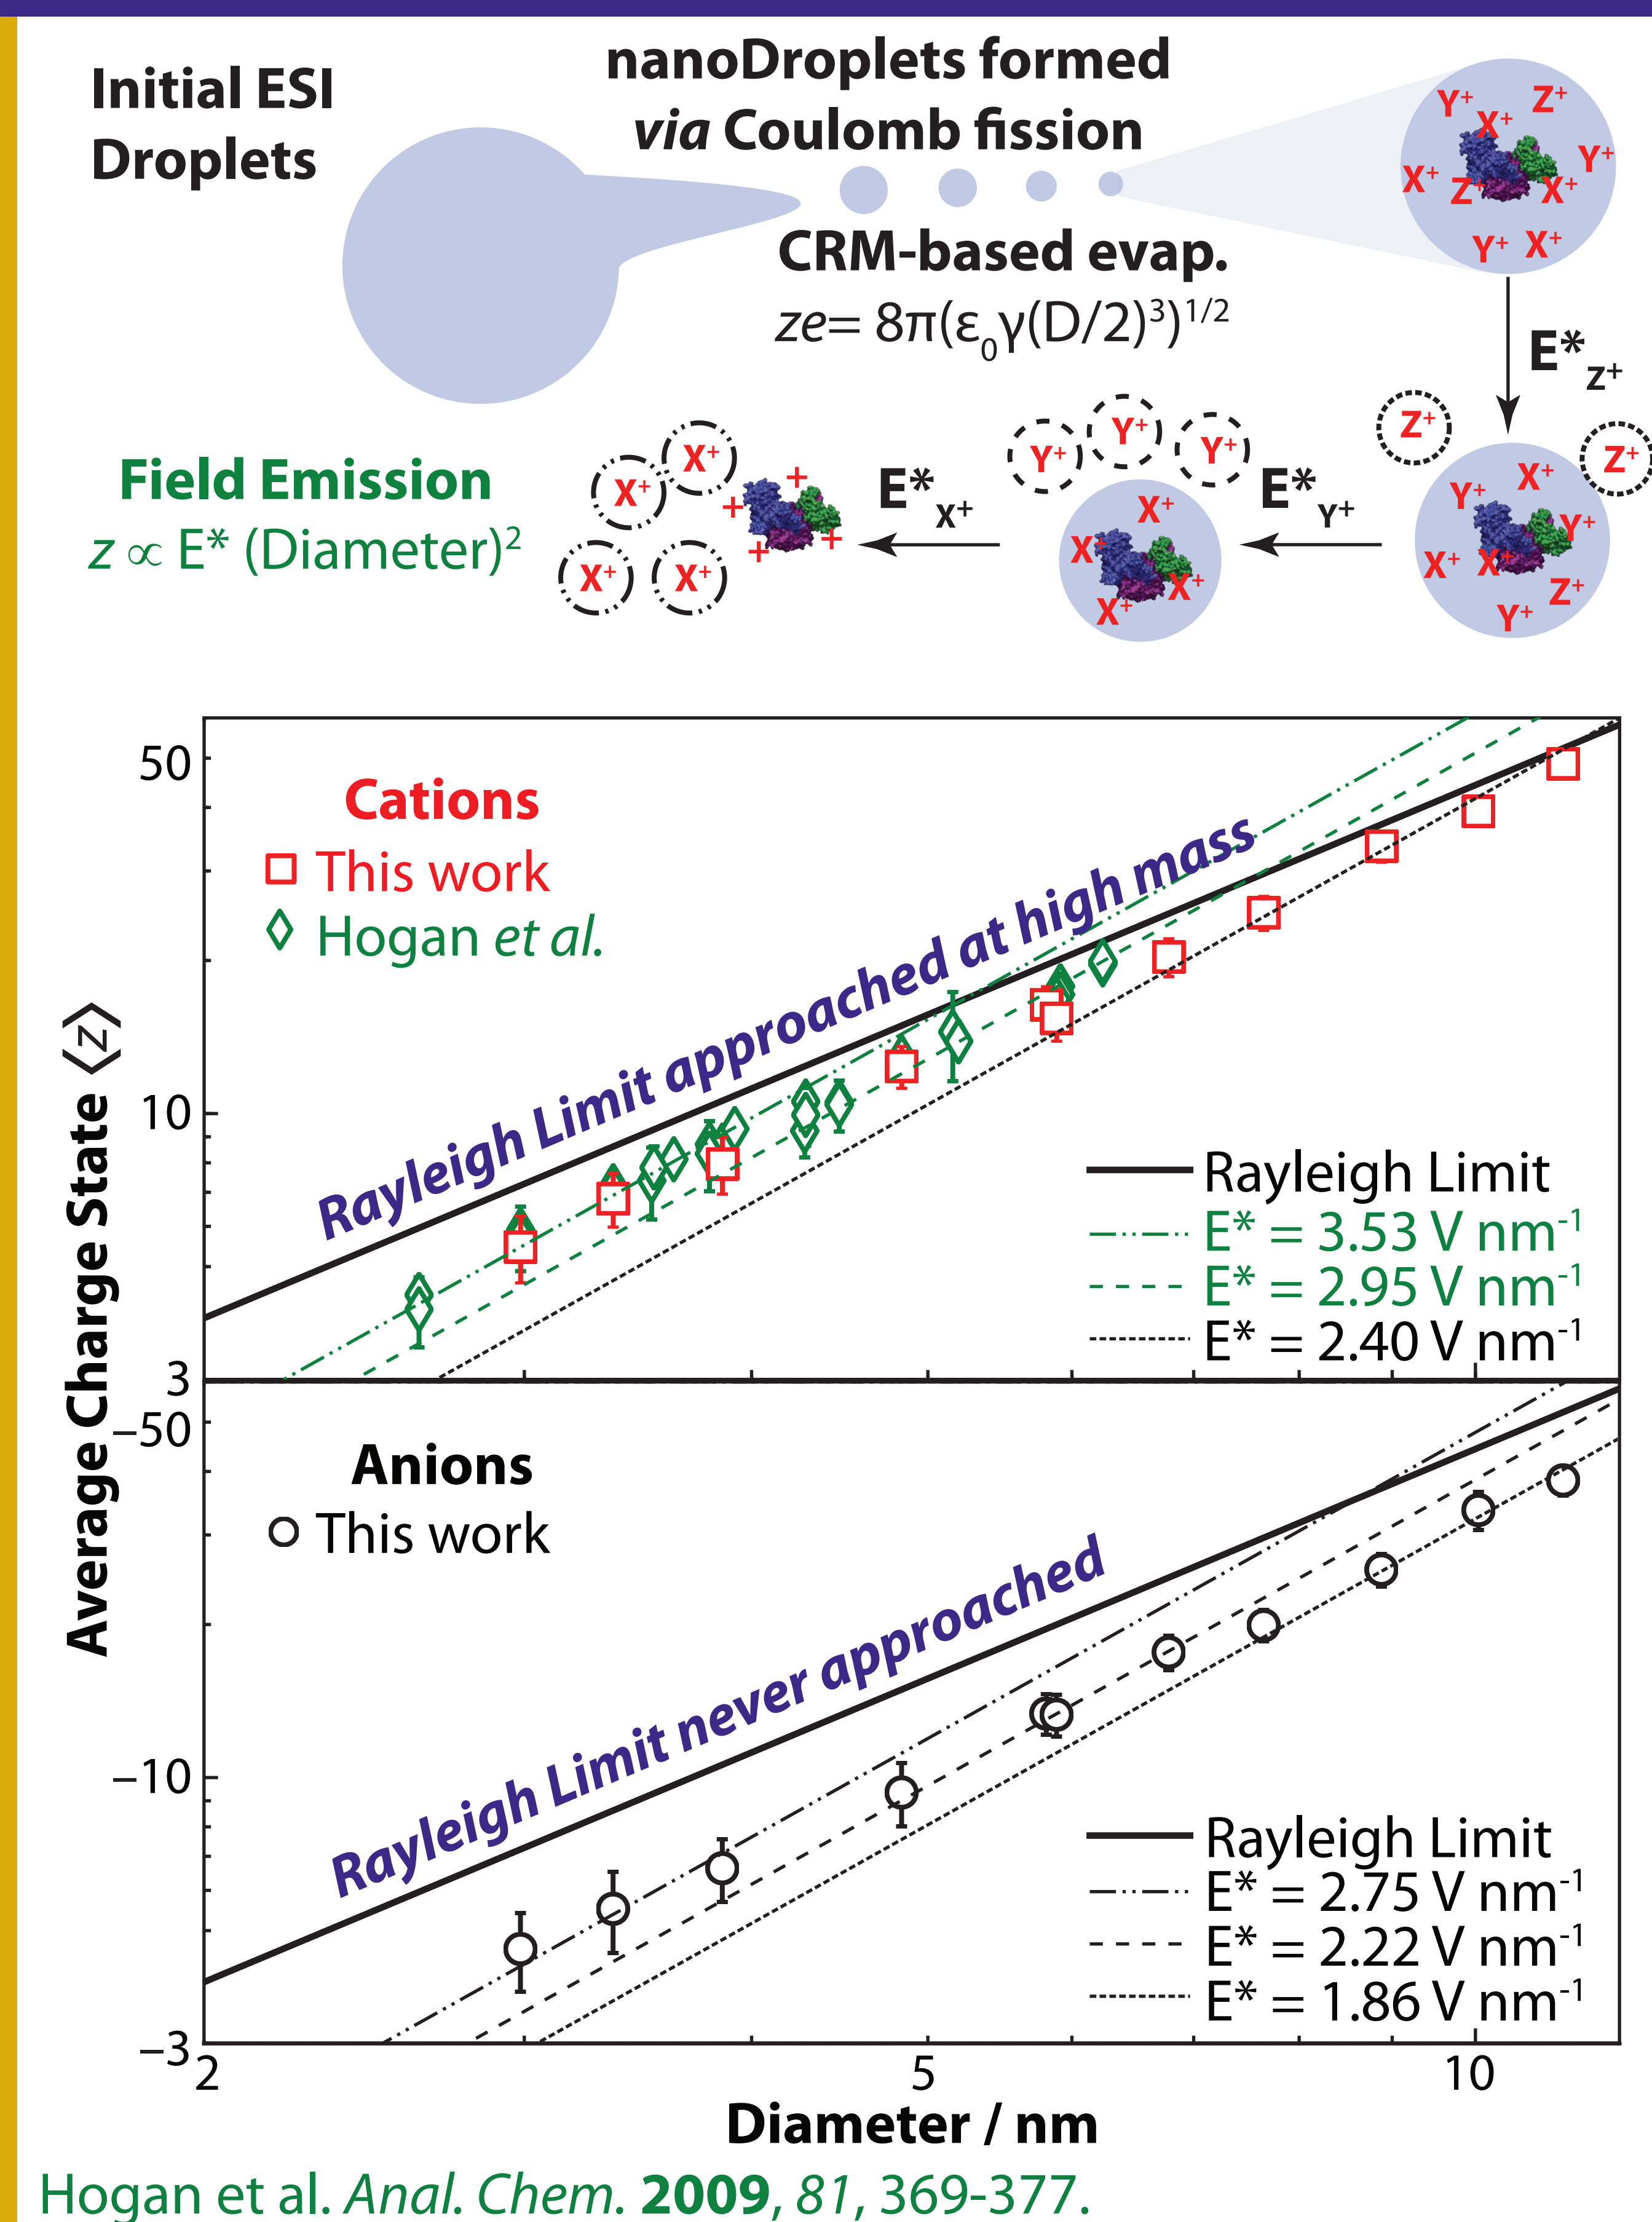 Initial ESI
Droplets
nanoDroplets formed
via Coulomb fission
Y⁺ Z⁺
X⁺
Y⁺
X⁺ Z⁺ X⁺
Y⁺ X⁺
CRM-based evap.
ze= 8π(ε₀γ(D/2)³)¹/²
E*Z+
Field Emission
z ∝ E* (Diameter)²
X⁺
X⁺
+
+
+
+
X⁺ X⁺
E*X+
Y⁺ Y⁺ Y⁺
X⁺
X⁺
X⁺
X⁺
E*Y+
Z⁺
Z⁺
X⁺
Y⁺
Y⁺
X⁺ X⁺
Z⁺
Y⁺
Average Charge State ⟨z⟩
50
10
3
Cations
This work
Hogan et al.
Rayleigh Limit approached at high mass
Rayleigh Limit
E* = 3.53 V nm⁻¹
E* = 2.95 V nm⁻¹
E* = 2.40 V nm⁻¹
–50
–10
–3
Anions
This work
Rayleigh Limit never approached
Rayleigh Limit
E* = 2.75 V nm⁻¹
E* = 2.22 V nm⁻¹
E* = 1.86 V nm⁻¹
2 5 10
Diameter / nm
Hogan et al. Anal. Chem. 2009, 81, 369-377.